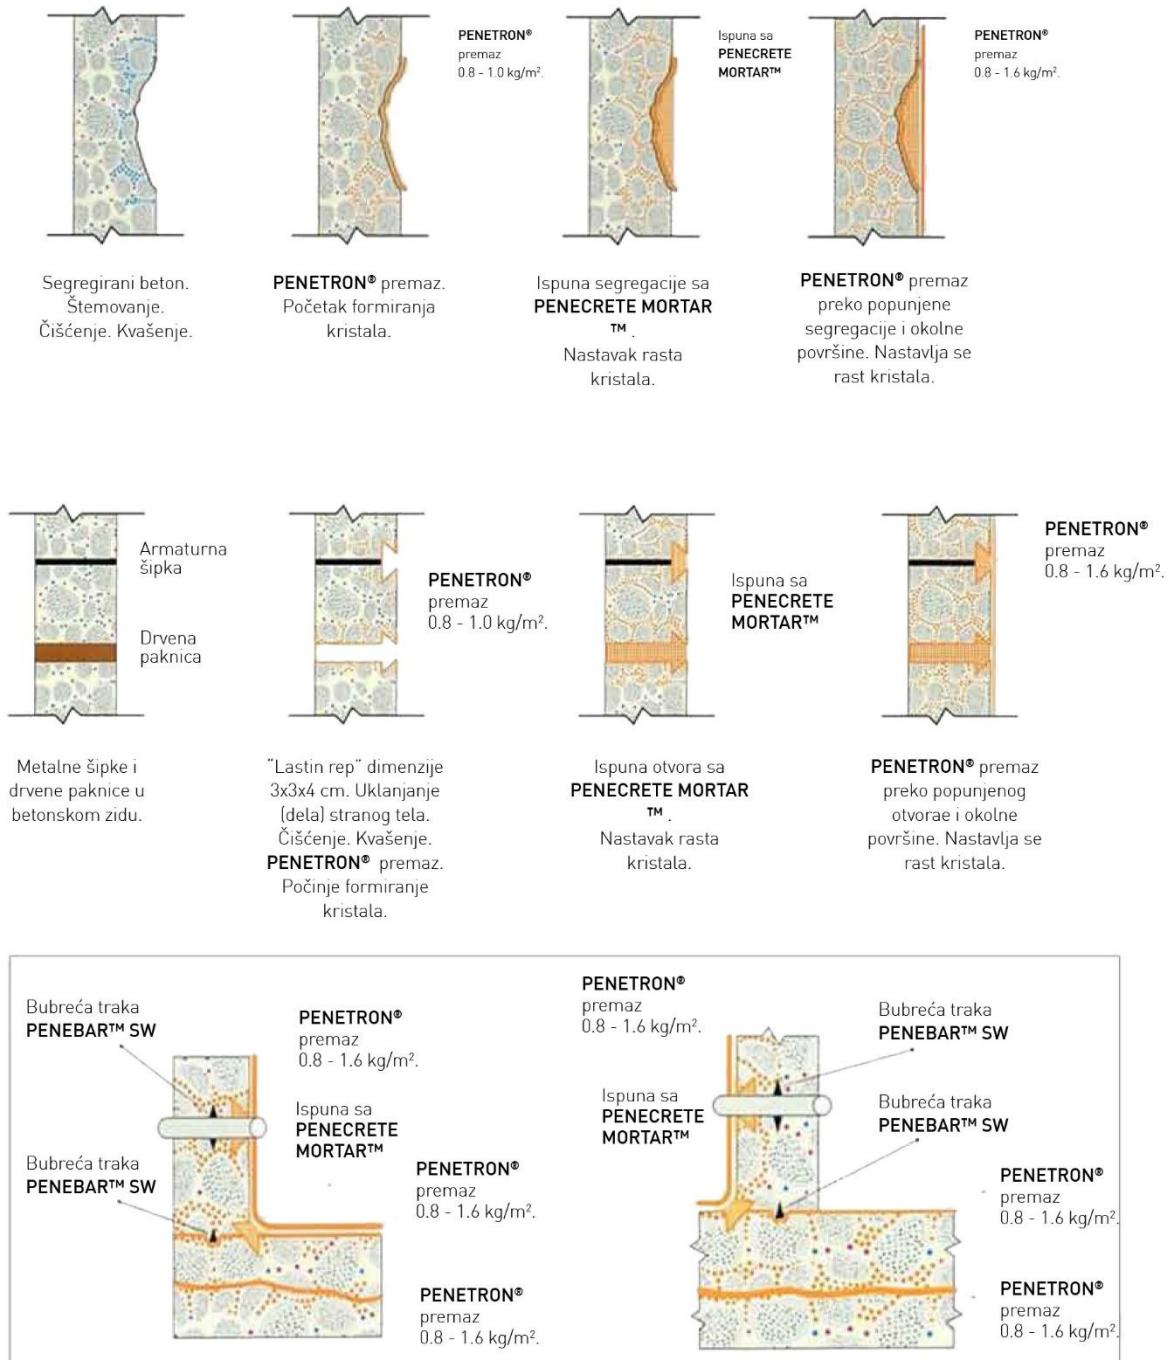 PENETRON®
premaz
0.8 - 1.0 kg/m².
Ispuna sa
PENECRETE
MORTAR™
PENETRON®
premaz
0.8 - 1.6 kg/m².
Segregirani beton.
Štemovanje.
Čišćenje. Kvašenje.
PENETRON® premaz.
Početak formiranja
kristala.
Ispuna segregacije sa
PENECRETE MORTAR
™ .
Nastavak rasta
kristala.
PENETRON® premaz
preko popunjene
segregacije i okolne
površine. Nastavlja se
rast kristala.
Armaturna
šipka
Drvena
paknica
PENETRON®
premaz
0.8 - 1.0 kg/m².
Ispuna sa
PENECRETE
MORTAR™
PENETRON®
premaz
0.8 - 1.6 kg/m².
Metalne šipke i
drvene paknice u
betonskom zidu.
"Lastin rep" dimenzije
3x3x4 cm. Uklanjanje
(dela) stranog tela.
Čišćenje. Kvašenje.
PENETRON® premaz.
Počinje formiranje
kristala.
Ispuna otvora sa
PENECRETE MORTAR
™ .
Nastavak rasta
kristala.
PENETRON® premaz
preko popunjenog
otvorae i okolne
površine. Nastavlja se
rast kristala.
Bubreća traka
PENEBAR™ SW
PENETRON®
premaz
0.8 - 1.6 kg/m².
Ispuna sa
PENECRETE
MORTAR™
Bubreća traka
PENEBAR™ SW
PENETRON®
premaz
0.8 - 1.6 kg/m².
PENETRON®
premaz
0.8 - 1.6 kg/m².
PENETRON®
premaz
0.8 - 1.6 kg/m².
Bubreća traka
PENEBAR™ SW
Ispuna sa
PENECRETE
MORTAR™
Bubreća traka
PENEBAR™ SW
PENETRON®
premaz
0.8 - 1.6 kg/m².
PENETRON®
premaz
0.8 - 1.6 kg/m².